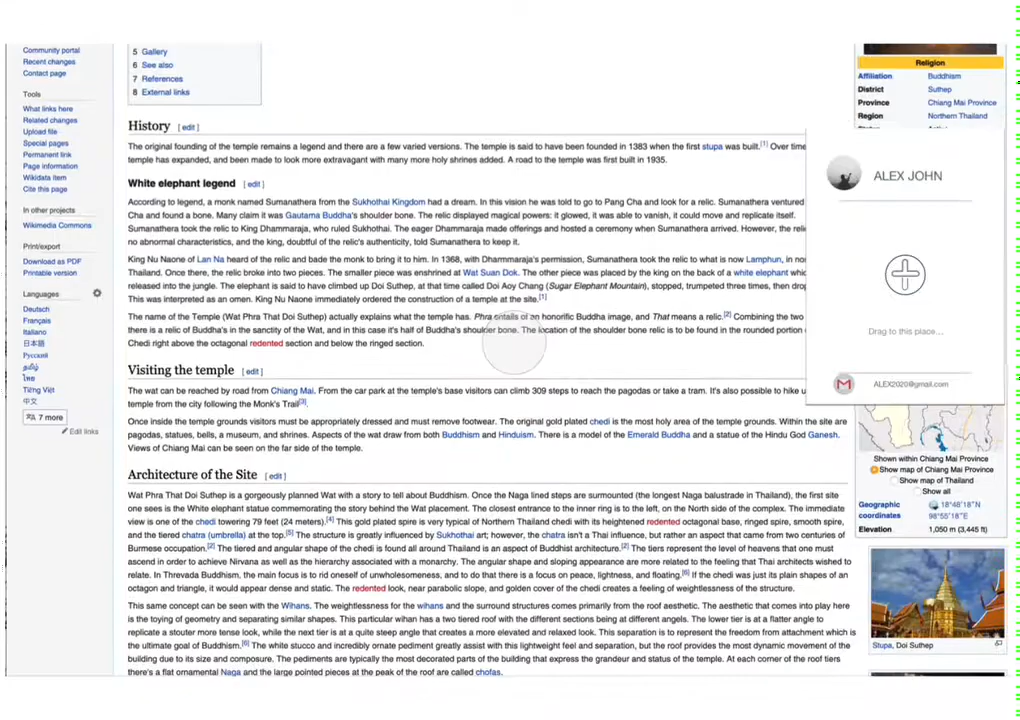 Community portal
Recent changes
Contact page
Tools
What links here
Related changes
Upload file
Special pages
Permanent link
Page information
Wikidata item
Cite this page
In other projects
Wikimedia Commons
Print/export
Download as PDF
Printable version
Languages
Deutsch
Français
Italiano
日本語
Русский
தமிழ்
ไทย
Tiếng Việt
中文
7 more
Edit links
5 Gallery
6 See also
7 References
8 External links
History [ edit ]
The original founding of the temple remains a legend and there are a few varied versions. The temple is said to have been founded in 1383 when the first stupa was built.[1] Over time
temple has expanded, and been made to look more extravagant with many more holy shrines added. A road to the temple was first built in 1935.
White elephant legend [ edit ]
According to legend, a monk named Sumanathera from the Sukhothai Kingdom had a dream. In this vision he was told to go to Pang Cha and look for a relic. Sumanathera ventured
Cha and found a bone. Many claim it was Gautama Buddha's shoulder bone. The relic displayed magical powers: it glowed, it was able to vanish, it could move and replicate itself.
Sumanathera took the relic to King Dhammaraja, who ruled Sukhothai. The eager Dhammaraja made offerings and hosted a ceremony when Sumanathera arrived. However, the reli
no abnormal characteristics, and the king, doubtful of the relic's authenticity, told Sumanathera to keep it.
King Nu Naone of Lan Na heard of the relic and bade the monk to bring it to him. In 1368, with Dhammaraja's permission, Sumanathera took the relic to what is now Lamphun, in no
Thailand. Once there, the relic broke into two pieces. The smaller piece was enshrined at Wat Suan Dok. The other piece was placed by the king on the back of a white elephant whic
released into the jungle. The elephant is said to have climbed up Doi Suthep, at that time called Doi Aoy Chang (Sugar Elephant Mountain), stopped, trumpeted three times, then drop
This was interpreted as an omen. King Nu Naone immediately ordered the construction of a temple at the site.[1]
The name of the Temple (Wat Phra That Doi Suthep) actually explains what the temple is. Phra entails of an honorific Buddha image, and That means a relic.[2] Combining the two
there is a relic of Buddha's in the sanctity of the Wat, and in this case it's half of Buddha's shoulder bone. The location of the shoulder bone relic is to be found in the rounded portion
Chedi right above the octagonal redented section and below the ringed section.
Visiting the temple [ edit ]
The wat can be reached by road from Chiang Mai. From the car park at the temple's base visitors can climb 309 steps to reach the pagodas or take a tram. It's also possible to hike u
temple from the city following the Monk's Trail[3].
Once inside the temple grounds visitors must be appropriately dressed and must remove footwear. The original gold plated chedi is the most holy area of the temple grounds. Within the site are
pagodas, statues, bells, a museum, and shrines. Aspects of the wat draw from both Buddhism and Hinduism. There is a model of the Emerald Buddha and a statue of the Hindu God Ganesh.
Views of Chiang Mai can be seen on the far side of the temple.
Architecture of the Site [ edit ]
Wat Phra That Doi Suthep is a gorgeously planned Wat with a story to tell about Buddhism. Once the Naga lined steps are surmounted (the longest Naga balustrade in Thailand), the first site
one sees is the White elephant statue commemorating the story behind the Wat placement. The closest entrance to the inner ring is to the left, on the North side of the complex. The immediate
view is one of the chedi towering 79 feet (24 meters).[4] This gold plated spire is very typical of Northern Thailand chedi with its heightened redented octagonal base, ringed spire, smooth spire,
and the tiered chatra (umbrella) at the top.[5] The structure is greatly influenced by Sukhothai art; however, the chatra isn't a Thai influence, but rather an aspect that came from two centuries of
Burmese occupation.[2] The tiered and angular shape of the chedi is found all around Thailand is an aspect of Buddhist architecture.[2] The tiers represent the level of heavens that one must
ascend in order to achieve Nirvana as well as the hierarchy associated with a monarchy. The angular shape and sloping appearance are more related to the feeling that Thai architects wished to
relate. In Threvada Buddhism, the main focus is to rid oneself of unwholesomeness, and to do that there is a focus on peace, lightness, and floating.[6] If the chedi was just its plain shapes of an
octagon and triangle, it would appear dense and static. The redented look, near parabolic slope, and golden cover of the chedi creates a feeling of weightlessness of the structure.
This same concept can be seen with the Wihans. The weightlessness for the wihans and the surround structures comes primarily from the roof aesthetic. The aesthetic that comes into play here
is the toying of geometry and separating similar shapes. This particular wihan has a two tiered roof with the different sections being at different angles. The lower tier is at a flatter angle to
replicate a stouter more tense look, while the next tier is at a quite steep angle that creates a more elevated and relaxed look. This separation is to represent the freedom from attachment which is
the ultimate goal of Buddhism.[6] The white stucco and incredibly ornate pediment greatly assist with this lightweight feel and separation, but the roof provides the most dynamic movement of the
building due to its size and composure. The pediments are typically the most decorated parts of the building that express the grandeur and status of the temple. At each corner of the roof tiers
there's a flat ornamental Naga and the large pointed pieces at the peak of the roof are called chofas.
Religion
Affiliation Buddhism
District Suthep
Province Chiang Mai Province
Region Northern Thailand
ALEX JOHN
Drag to this place...
ALEX2020@gmail.com
Shown within Chiang Mai Province
Show map of Chiang Mai Province
Show map of Thailand
Show all
Geographic 18°48′18″N
coordinates 98°55′18″E
Elevation 1,050 m (3,445 ft)
Stupa, Doi Suthep